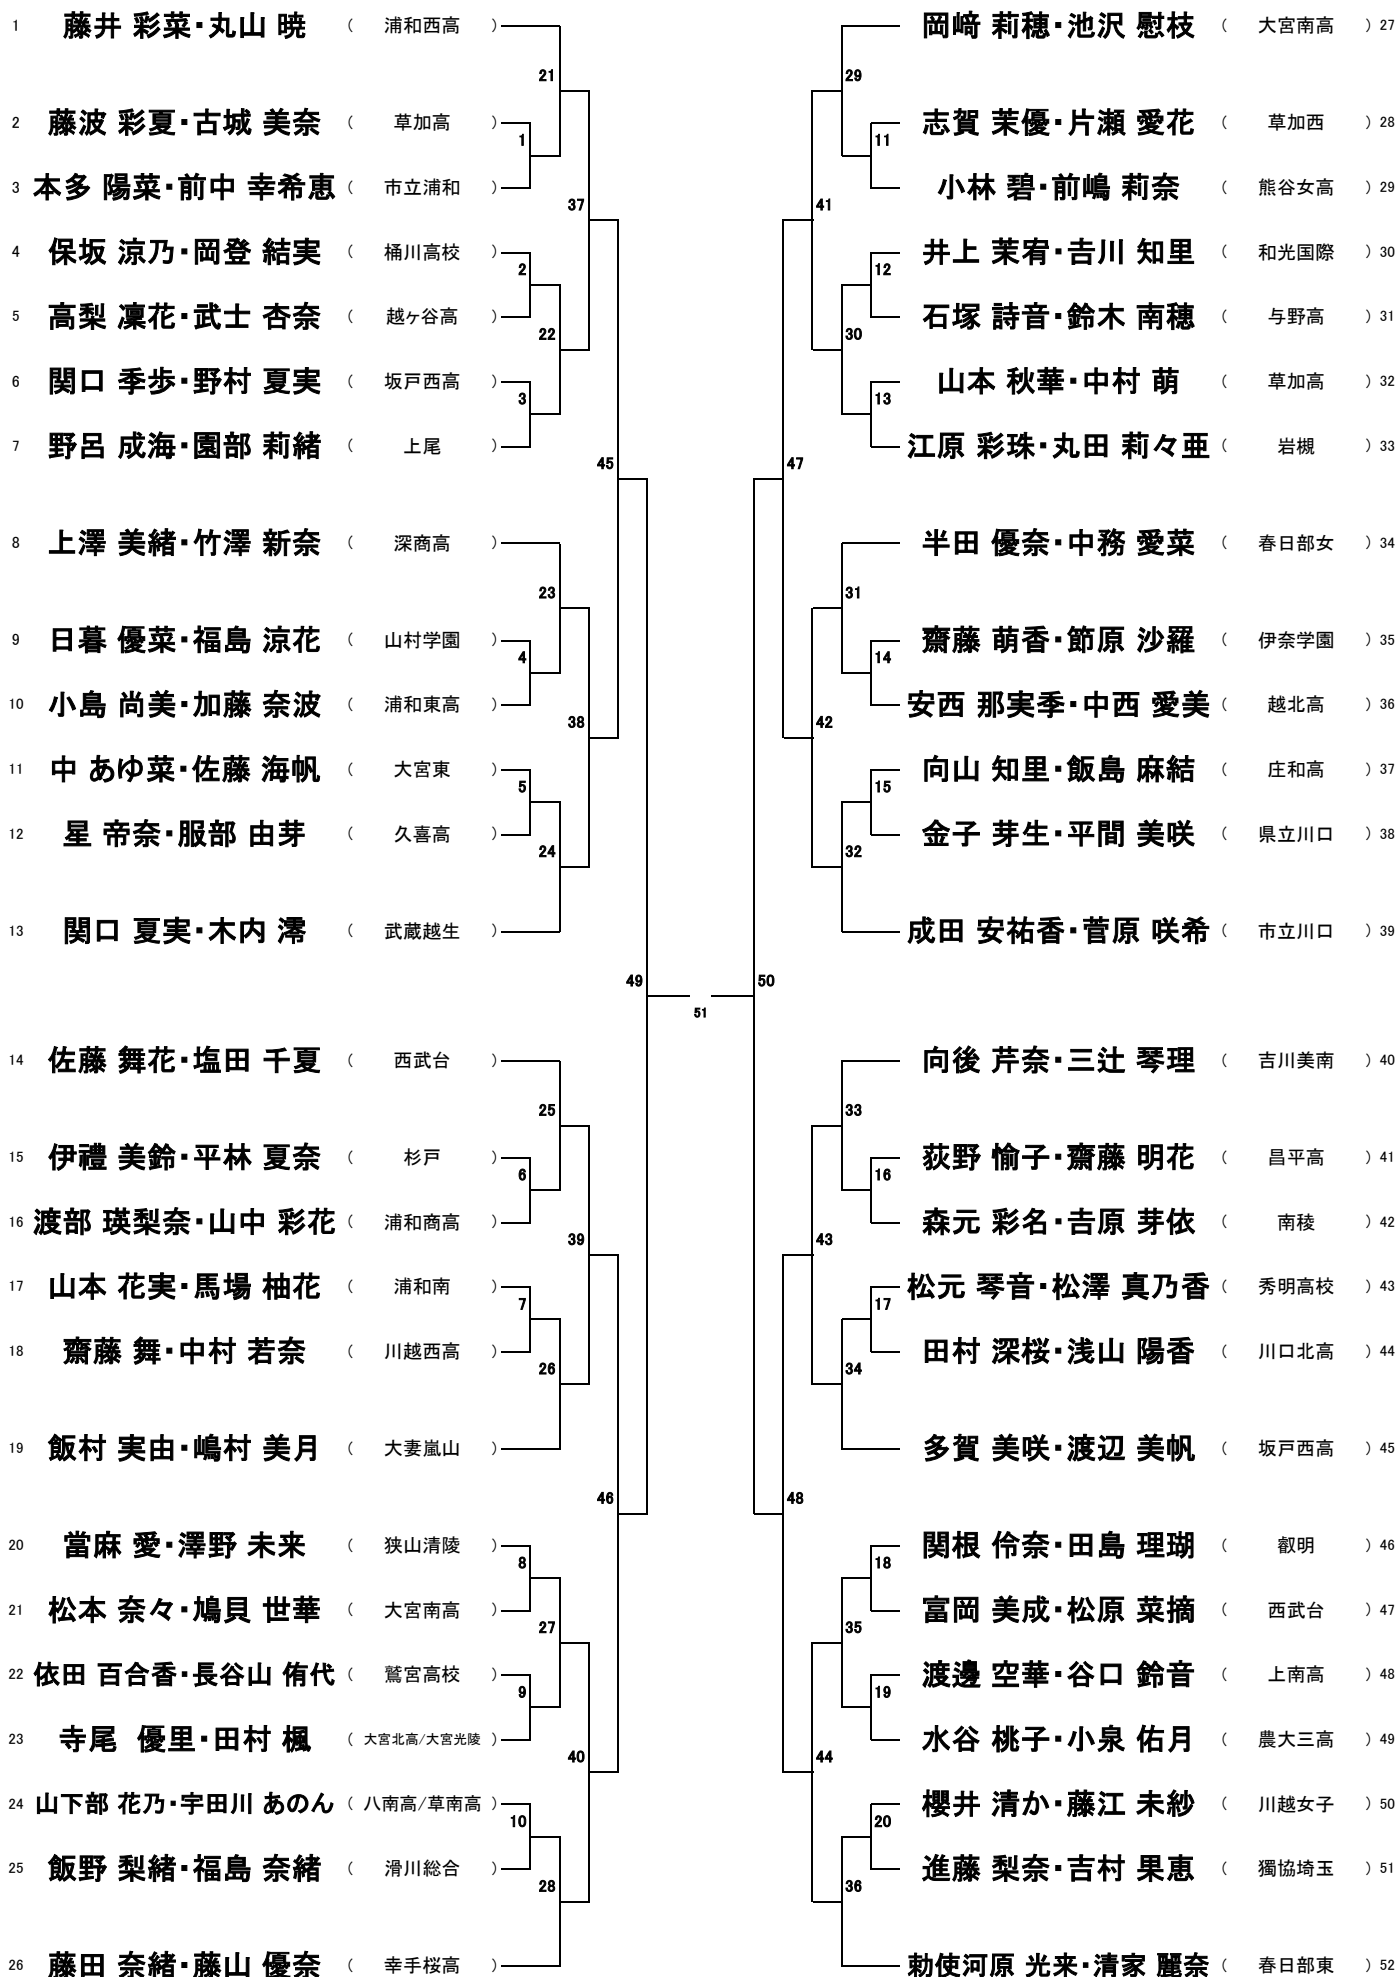 1 藤井 彩菜・丸山 暁 （ 浦和西高 ）
21
2 藤波 彩夏・古城 美奈 （ 草加高 ）
1
3 本多 陽菜・前中 幸希恵 （ 市立浦和 ）
37
4 保坂 涼乃・岡登 結実 （ 桶川高校 ）
2
5 高梨 凜花・武士 杏奈 （ 越ヶ谷高 ）
22
6 関口 季歩・野村 夏実 （ 坂戸西高 ）
3
7 野呂 成海・園部 莉緒 （ 上尾 ）
45
8 上澤 美緒・竹澤 新奈 （ 深商高 ）
23
9 日暮 優菜・福島 涼花 （ 山村学園 ）
4
10 小島 尚美・加藤 奈波 （ 浦和東高 ）
38
11 中 あゆ菜・佐藤 海帆 （ 大宮東 ）
5
12 星 帝奈・服部 由芽 （ 久喜高 ）
24
13 関口 夏実・木内 澪 （ 武蔵越生 ）
49
14 佐藤 舞花・塩田 千夏 （ 西武台 ）
25
15 伊禮 美鈴・平林 夏奈 （ 杉戸 ）
6
16 渡部 瑛梨奈・山中 彩花 （ 浦和商高 ）
39
17 山本 花実・馬場 柚花 （ 浦和南 ）
7
18 齋藤 舞・中村 若奈 （ 川越西高 ）
26
19 飯村 実由・嶋村 美月 （ 大妻嵐山 ）
46
20 當麻 愛・澤野 未来 （ 狭山清陵 ）
8
21 松本 奈々・鳩貝 世華 （ 大宮南高 ）
27
22 依田 百合香・長谷山 侑代 （ 鷲宮高校 ）
9
23 寺尾 優里・田村 楓 （ 大宮北高/大宮光陵 ）
40
24 山下部 花乃・宇田川 あのん （ 八南高/草南高 ）
10
25 飯野 梨緒・福島 奈緒 （ 滑川総合 ）
28
26 藤田 奈緒・藤山 優奈 （ 幸手桜高 ）
51
岡﨑 莉穂・池沢 慰枝 （ 大宮南高 ） 27
29
志賀 茉優・片瀬 愛花 （ 草加西 ） 28
11
小林 碧・前嶋 莉奈 （ 熊谷女高 ） 29
41
井上 茉宥・𠮷川 知里 （ 和光国際 ） 30
12
石塚 詩音・鈴木 南穂 （ 与野高 ） 31
30
山本 秋華・中村 萌 （ 草加高 ） 32
13
江原 彩珠・丸田 莉々亜 （ 岩槻 ） 33
47
半田 優奈・中務 愛菜 （ 春日部女 ） 34
31
齋藤 萌香・節原 沙羅 （ 伊奈学園 ） 35
14
安西 那実季・中西 愛美 （ 越北高 ） 36
42
向山 知里・飯島 麻結 （ 庄和高 ） 37
15
金子 芽生・平間 美咲 （ 県立川口 ） 38
32
成田 安祐香・菅原 咲希 （ 市立川口 ） 39
50
向後 芹奈・三辻 琴理 （ 吉川美南 ） 40
33
荻野 愉子・齋藤 明花 （ 昌平高 ） 41
16
森元 彩名・𠮷原 芽依 （ 南稜 ） 42
43
松元 琴音・松澤 真乃香 （ 秀明高校 ） 43
17
田村 深桜・浅山 陽香 （ 川口北高 ） 44
34
多賀 美咲・渡辺 美帆 （ 坂戸西高 ） 45
48
関根 伶奈・田島 理瑚 （ 叡明 ） 46
18
富岡 美成・松原 菜摘 （ 西武台 ） 47
35
渡邊 空華・谷口 鈴音 （ 上南高 ） 48
19
水谷 桃子・小泉 佑月 （ 農大三高 ） 49
44
櫻井 清か・藤江 未紗 （ 川越女子 ） 50
20
進藤 梨奈・吉村 果恵 （ 獨協埼玉 ） 51
36
勅使河原 光来・清家 麗奈 （ 春日部東 ） 52